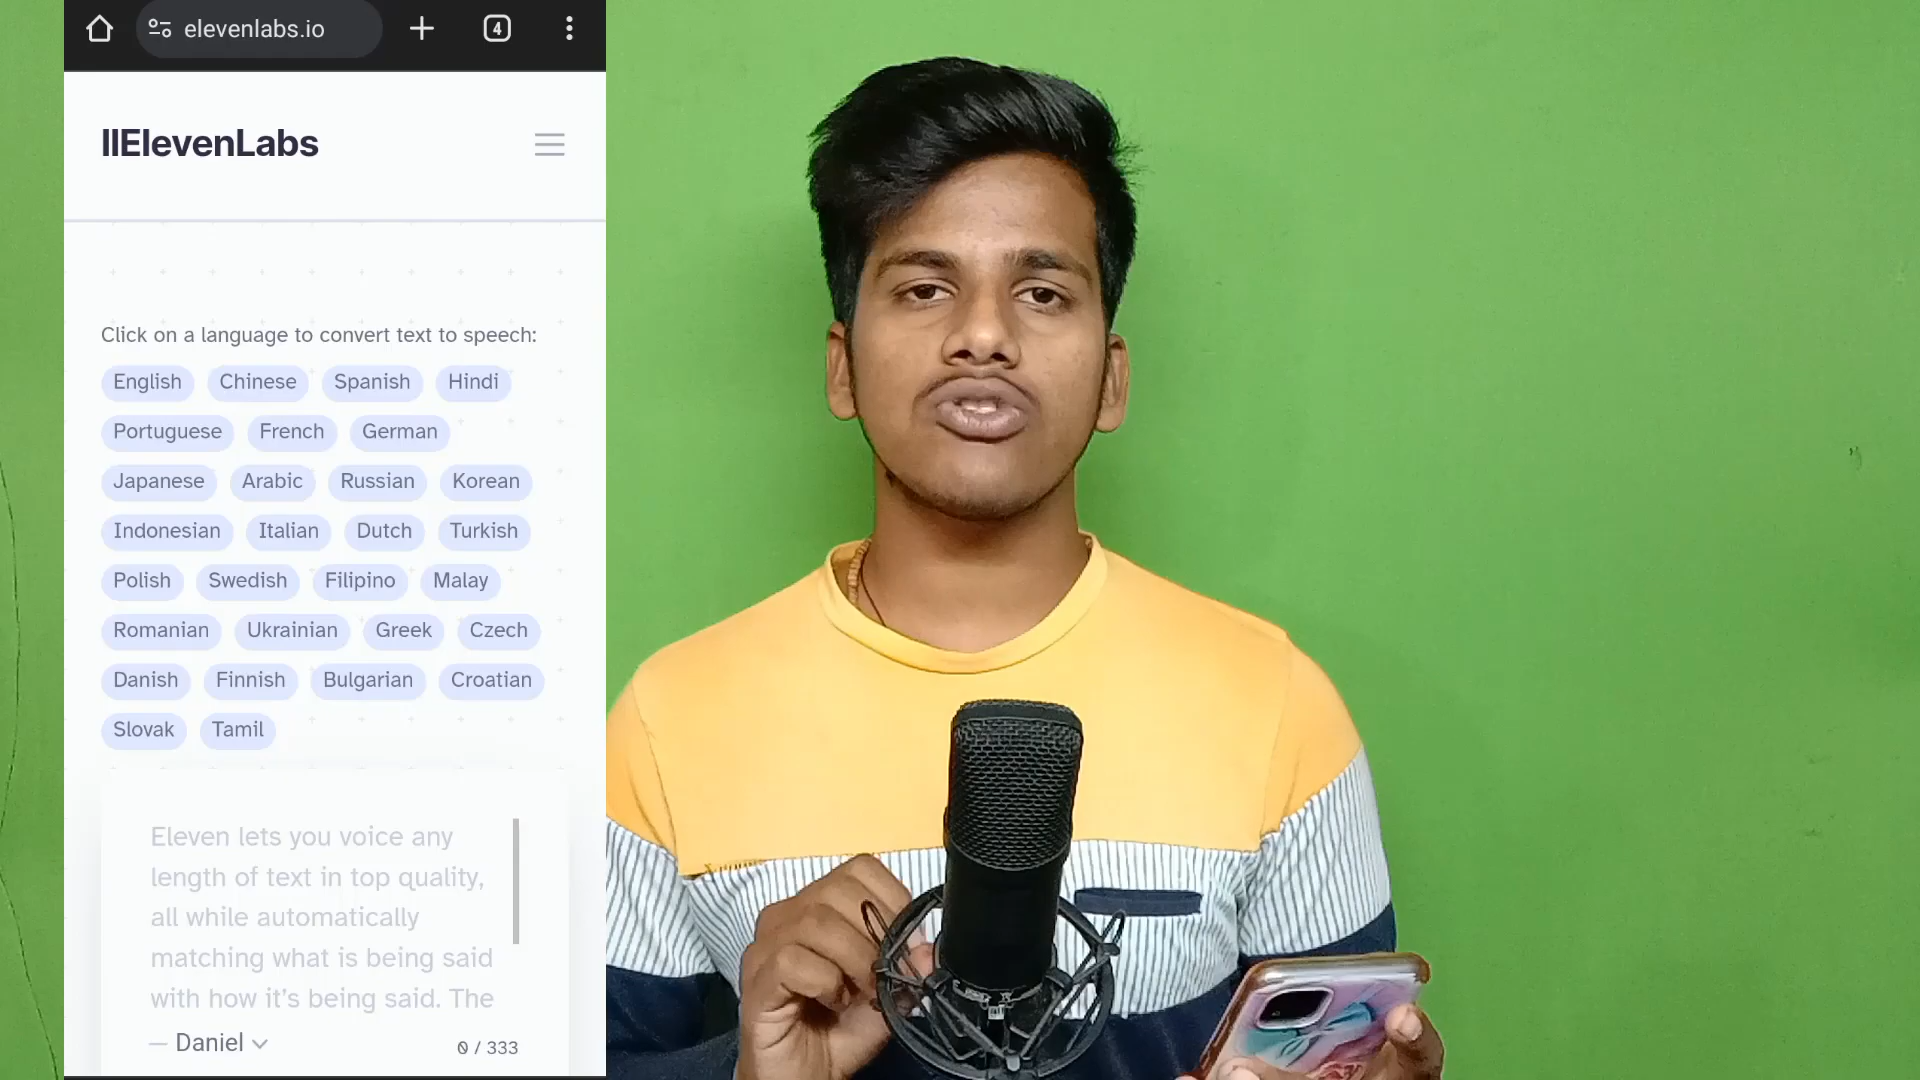 elevenlabs.io
4
IIElevenLabs
Click on a language to convert text to speech:
English Chinese Spanish Hindi
Portuguese French German
Japanese Arabic Russian Korean
Indonesian Italian Dutch Turkish
Polish Swedish Filipino Malay
Romanian Ukrainian Greek Czech
Danish Finnish Bulgarian Croatian
Slovak Tamil
Eleven lets you voice any
length of text in top quality,
all while automatically
matching what is being said
with how it’s being said. The
— Daniel
0 / 333